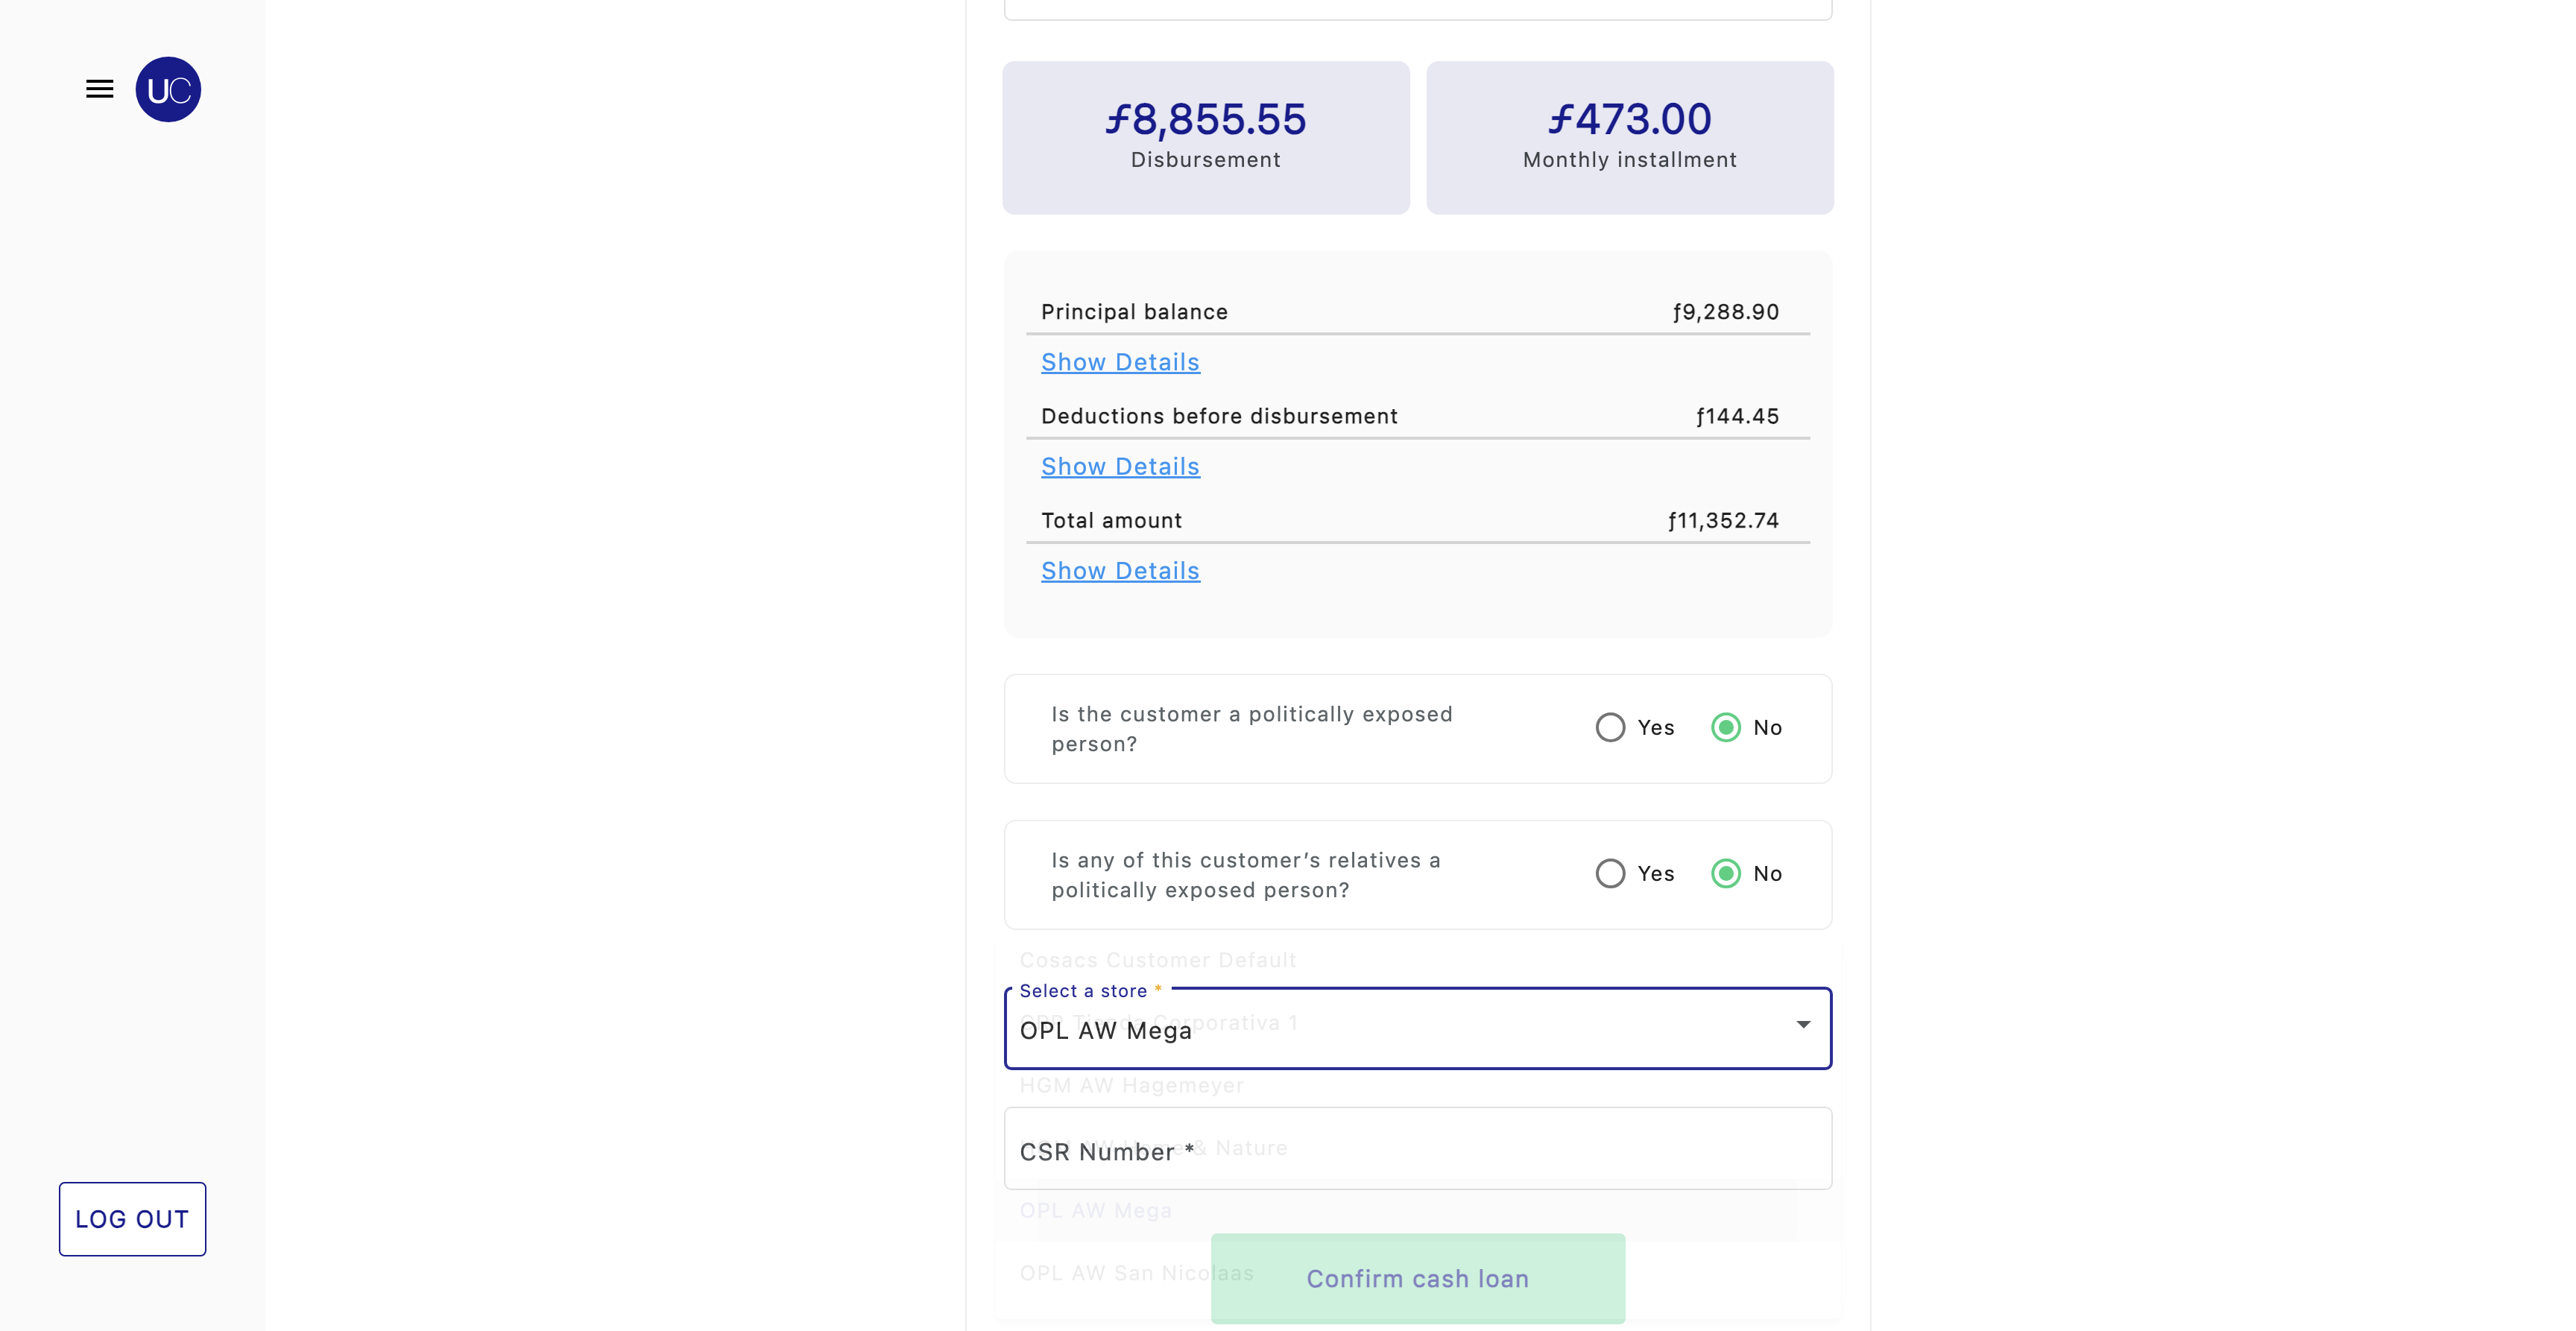 UC
ƒ8,855.55
Disbursement
ƒ473.00
Monthly installment
Principal balance ƒ9,288.90
Show Details
Deductions before disbursement ƒ144.45
Show Details
Total amount ƒ11,352.74
Show Details
Is the customer a politically exposed
person?
Yes No
Is any of this customer’s relatives a
politically exposed person?
Yes No
Cosacs Customer Default
Select a store *
Tienda Corporativa 1
OPL AW Mega
HGM AW Hagemeyer
AW Home & Nature
CSR Number *
OPL AW Mega
LOG OUT
OPL AW San Nicolaas
Confirm cash loan